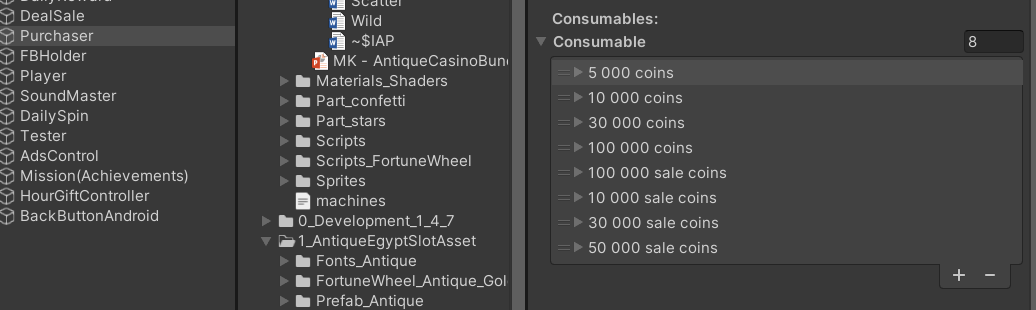 DealSale
Purchaser
FBHolder
Player
SoundMaster
DailySpin
Tester
AdsControl
Mission(Achievements)
HourGiftController
BackButtonAndroid
Scatter
Wild
~$IAP
MK - AntiqueCasinoBun
Materials_Shaders
Part_confetti
Part_stars
Scripts
Scripts_FortuneWheel
Sprites
machines
0_Development_1_4_7
1_AntiqueEgyptSlotAsset
Fonts_Antique
FortuneWheel_Antique_Gol
Prefab_Antique
Consumables:
Consumable 8
5 000 coins
10 000 coins
30 000 coins
100 000 coins
100 000 sale coins
10 000 sale coins
30 000 sale coins
50 000 sale coins